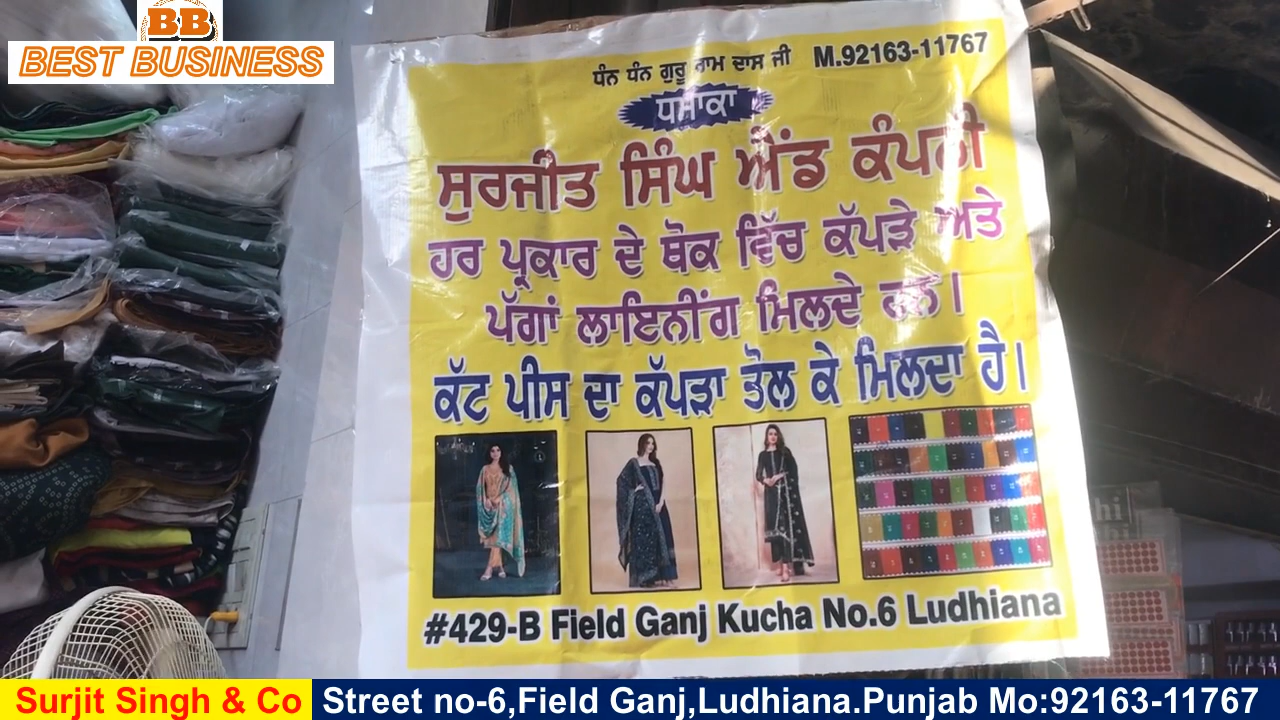 BB
BEST BUSINESS
ਧੰਨ ਧੰਨ ਗੁਰੂ ਰਾਮ ਦਾਸ ਜੀ M.92163-11767
ਧਮਾਕਾ
ਸੁਰਜੀਤ ਸਿੰਘ ਐਂਡ ਕੰਪਨੀ
ਹਰ ਪ੍ਰਕਾਰ ਦੇ ਥੋਕ ਵਿੱਚ ਕੱਪੜੇ ਅਤੇ
ਪੱਗਾਂ ਲਾਇਨੀਂਗ ਮਿਲਦੇ ਹਨ।
ਕੱਟ ਪੀਸ ਦਾ ਕੱਪੜਾ ਤੋਲ ਕੇ ਮਿਲਦਾ ਹੈ।
#429-B Field Ganj Kucha No.6 Ludhiana
Surjit Singh & Co Street no-6,Field Ganj,Ludhiana.Punjab Mo:92163-11767